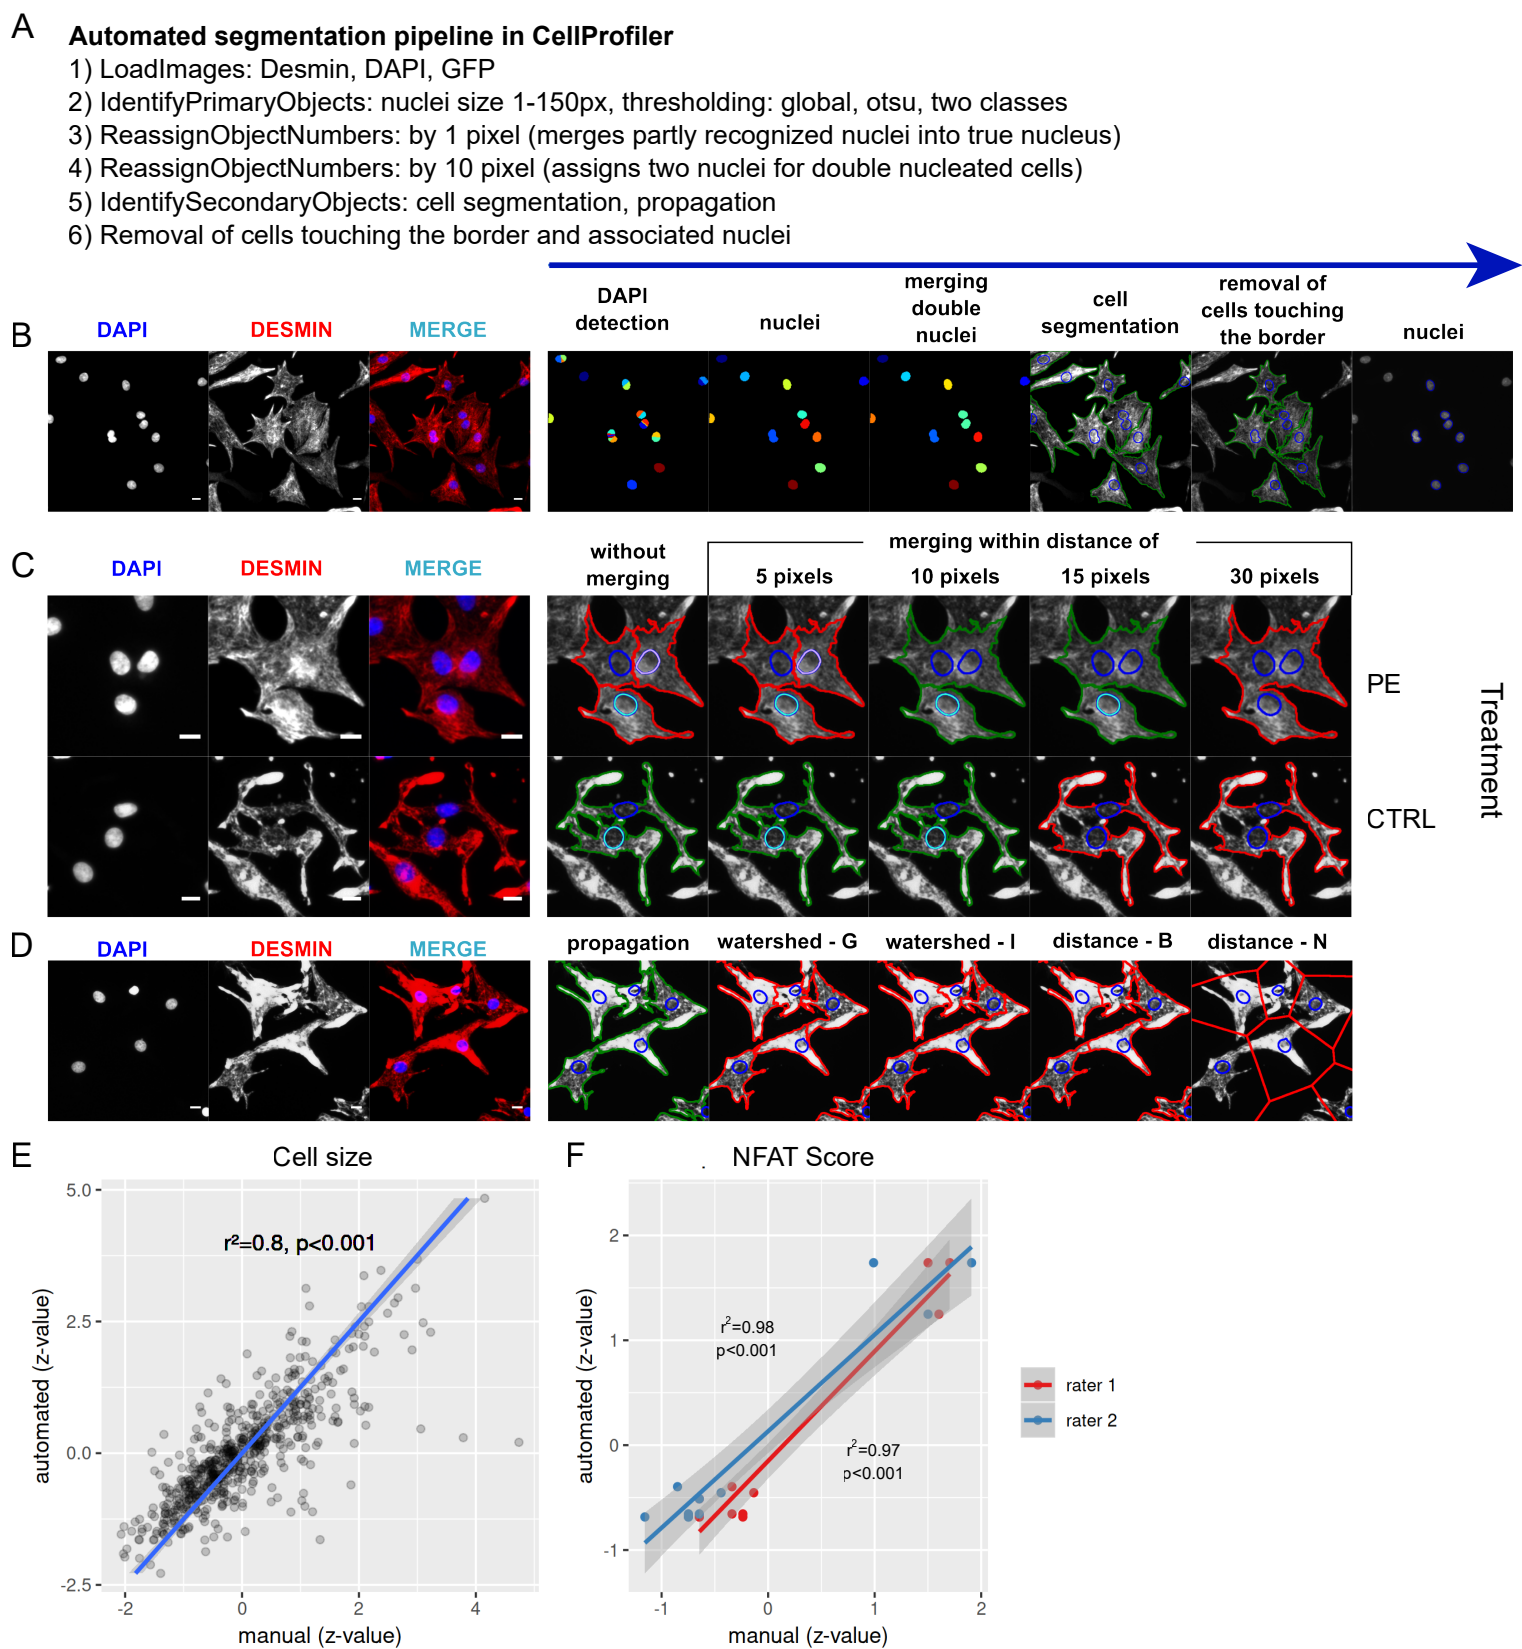 A
Automated segmentation pipeline in CellProfiler
1) LoadImages: Desmin, DAPI, GFP
2) IdentifyPrimaryObjects: nuclei size 1-150px, thresholding: global, otsu, two classes
3) ReassignObjectNumbers: by 1 pixel (merges partly recognized nuclei into true nucleus)
4) ReassignObjectNumbers: by 10 pixel (assigns two nuclei for double nucleated cells)
5) IdentifySecondaryObjects: cell segmentation, propagation
6) Removal of cells touching the border and associated nuclei
B
DAPI
DESMIN
MERGE
DAPI
detection
nuclei
merging
double
nuclei
cell
segmentation
removal of
cells touching
the border
nuclei
C
DAPI
DESMIN
MERGE
without
merging
merging within distance of
5 pixels
10 pixels
15 pixels
30 pixels
PE
CTRL
Treatment
D
DAPI
DESMIN
MERGE
propagation
watershed - G
watershed - I
distance - B
distance - N
E
Cell size
r²=0.8, p<0.001
5.0
2.5
0.0
-2.5
-2
0
2
4
automated (z-value)
manual (z-value)
F
NFAT Score
r²=0.98
p<0.001
r²=0.97
p<0.001
2
1
0
-1
-1
0
1
2
automated (z-value)
manual (z-value)
rater 1
rater 2